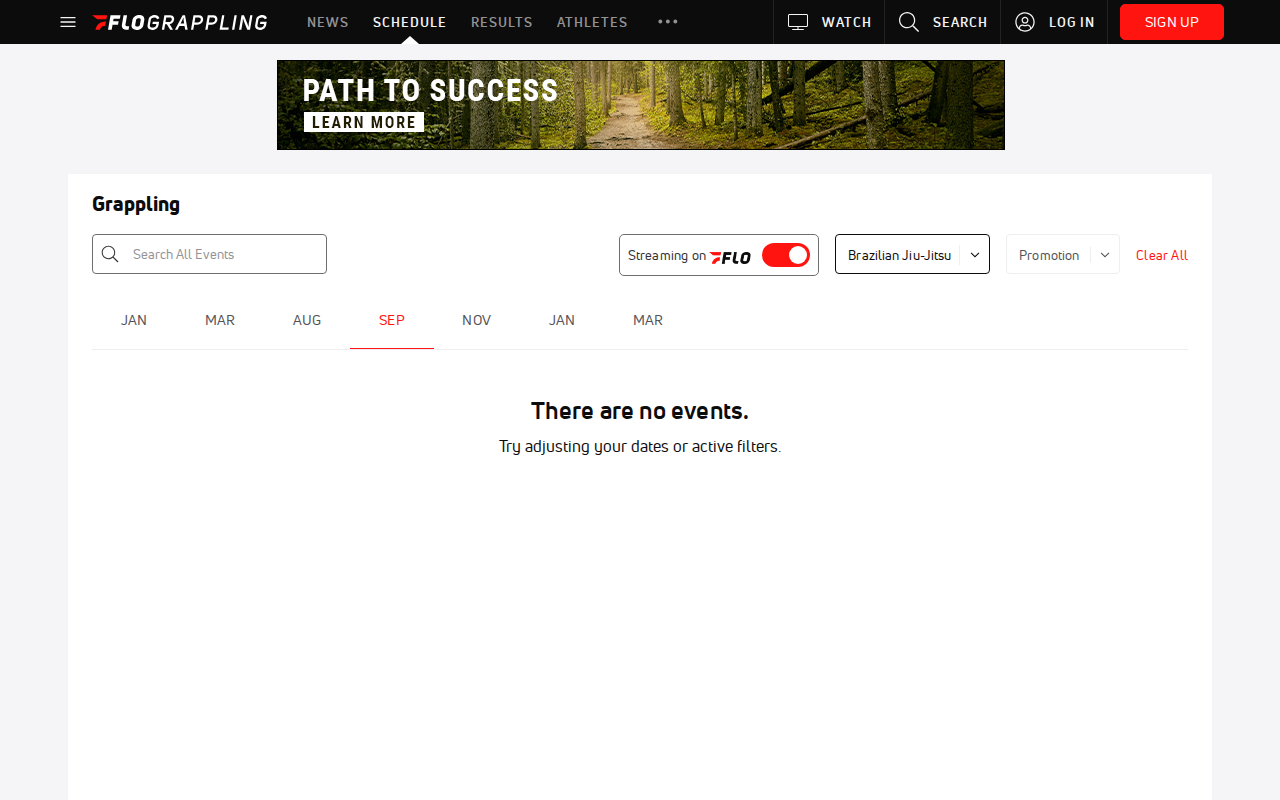 FLOGRAPPLING NEWS SCHEDULE RESULTS ATHLETES WATCH SEARCH LOG IN SIGN UP
PATH TO SUCCESS
LEARN MORE
Grappling
Search All Events Streaming on FLO Brazilian Jiu-Jitsu Promotion Clear All
JAN MAR AUG SEP NOV JAN MAR
There are no events.
Try adjusting your dates or active filters.